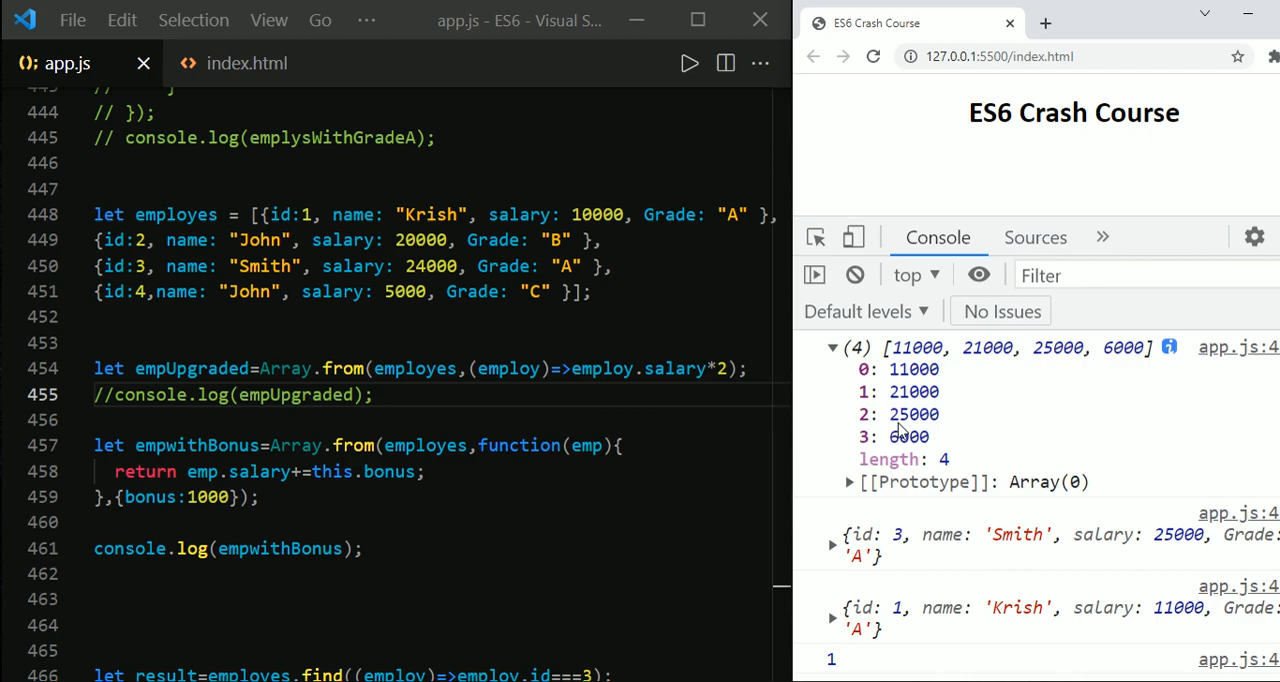 File Edit Selection View Go ··· app.js - ES6 - Visual S...
app.js index.html
444 // });
445 // console.log(emplysWithGradeA);
446
447
448 let employes = [{id:1, name: "Krish", salary: 10000, Grade: "A" },
449 {id:2, name: "John", salary: 20000, Grade: "B" },
450 {id:3, name: "Smith", salary: 24000, Grade: "A" },
451 {id:4,name: "John", salary: 5000, Grade: "C" }];
452
453
454 let empUpgraded=Array.from(employes,(employ)=>employ.salary*2);
455 //console.log(empUpgraded);
456
457 let empwithBonus=Array.from(employes,function(emp){
458 return emp.salary+=this.bonus;
459 },{bonus:1000});
460
461 console.log(empwithBonus);
462
463
464
465
466 let result=employes.find((employ)=>employ.id===3);
ES6 Crash Course
127.0.0.1:5500/index.html
ES6 Crash Course
Console Sources »
top Filter
Default levels No Issues
(4) [11000, 21000, 25000, 6000] app.js:4
0: 11000
1: 21000
2: 25000
3: 6000
length: 4
[[Prototype]]: Array(0)
app.js:4
{id: 3, name: 'Smith', salary: 25000, Grade:
'A'}
app.js:4
{id: 1, name: 'Krish', salary: 11000, Grade:
'A'}
1 app.js:4